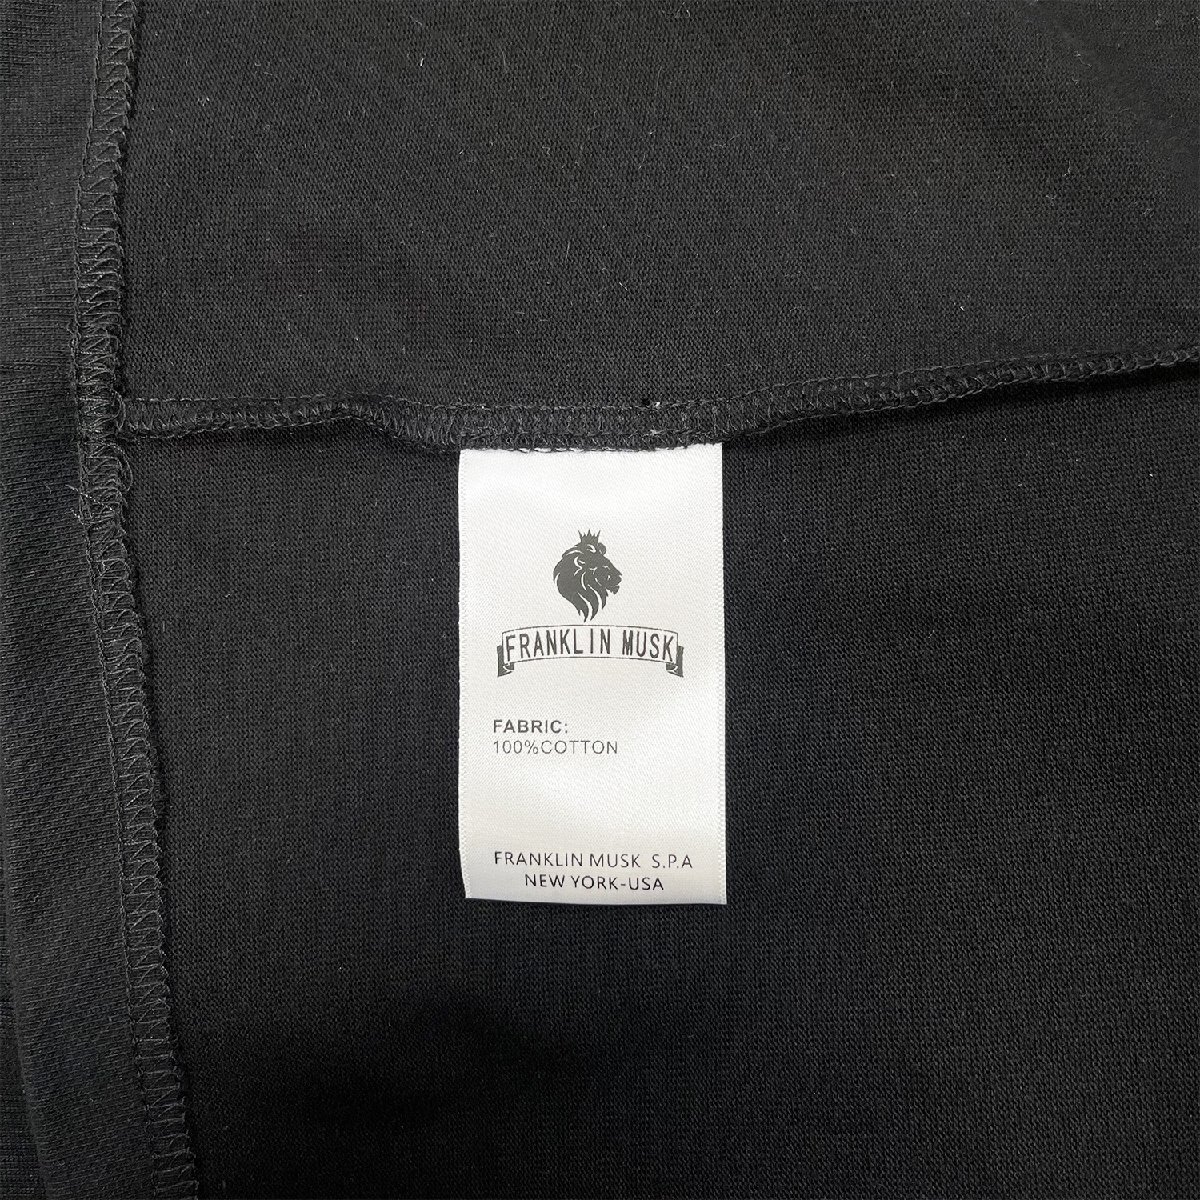 FRANKLIN MUSK
FABRIC:
100%COTTON
FRANKLIN MUSK S.P.A
NEW YORK-USA